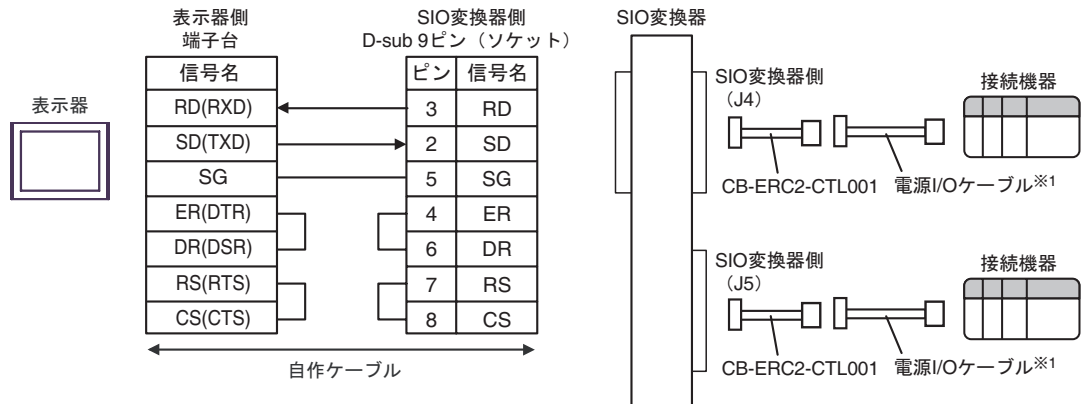 表示器
表示器側
端子台
信号名
RD(RXD)
SD(TXD)
SG
ER(DTR)
DR(DSR)
RS(RTS)
CS(CTS)
SIO変換器側
D-sub 9ピン（ソケット）
ピン 信号名
3 RD
2 SD
5 SG
4 ER
6 DR
7 RS
8 CS
自作ケーブル
SIO変換器
SIO変換器側
（J4）
接続機器
CB-ERC2-CTL001 電源I/Oケーブル※1
SIO変換器側
（J5）
接続機器
CB-ERC2-CTL001 電源I/Oケーブル※1